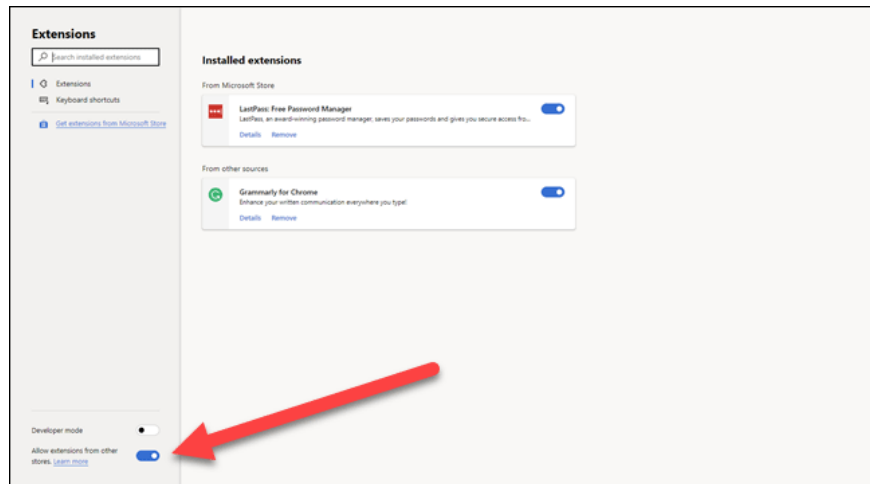 Extensions
Search installed extensions
Extensions
Keyboard shortcuts
Get extensions from Microsoft Store
Installed extensions
From Microsoft Store
LastPass: Free Password Manager
LastPass, an award-winning password manager, saves your passwords and gives you secure access fro...
Details Remove
From other sources
Grammarly for Chrome
Enhance your written communication everywhere you type!
Details Remove
Developer mode
Allow extensions from other
stores. Learn more